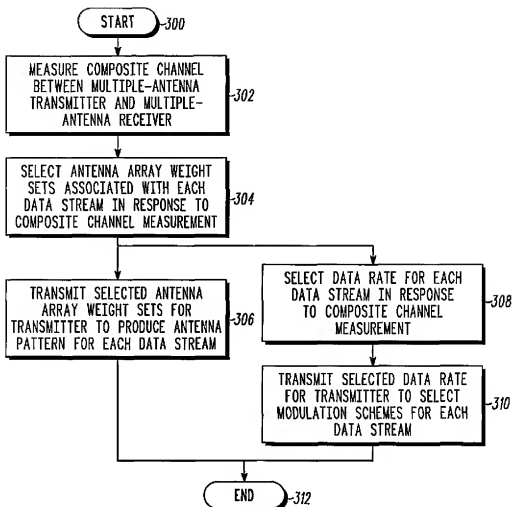 START
300
MEASURE COMPOSITE CHANNEL
BETWEEN MULTIPLE-ANTENNA
TRANSMITTER AND MULTIPLE-
ANTENNA RECEIVER
302
SELECT ANTENNA ARRAY WEIGHT
SETS ASSOCIATED WITH EACH
DATA STREAM IN RESPONSE TO
COMPOSITE CHANNEL MEASUREMENT
304
TRANSMIT SELECTED ANTENNA
ARRAY WEIGHT SETS FOR
TRANSMITTER TO PRODUCE ANTENNA
PATTERN FOR EACH DATA STREAM
306
SELECT DATA RATE FOR EACH
DATA STREAM IN RESPONSE
TO COMPOSITE CHANNEL
MEASUREMENT
308
TRANSMIT SELECTED DATA RATE
FOR TRANSMITTER TO SELECT
MODULATION SCHEMES FOR EACH
DATA STREAM
310
END
312